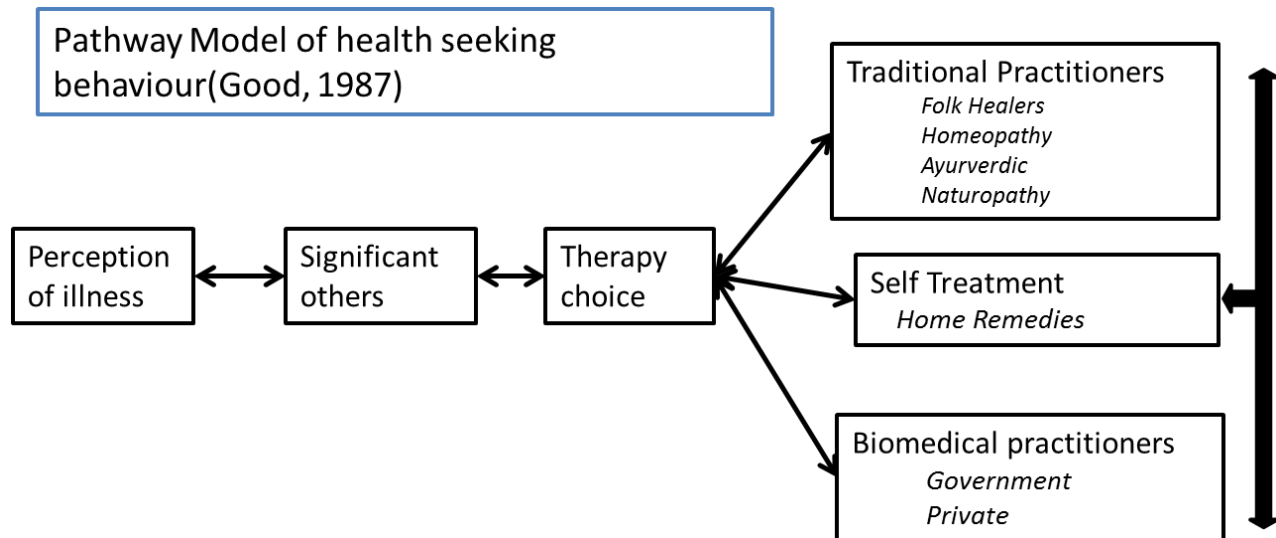 Pathway Model of health seeking
behaviour(Good, 1987)
Traditional Practitioners
Folk Healers
Homeopathy
Ayurverdic
Naturopathy
Perception
of illness
Significant
others
Therapy
choice
Self Treatment
Home Remedies
Biomedical practitioners
Government
Private